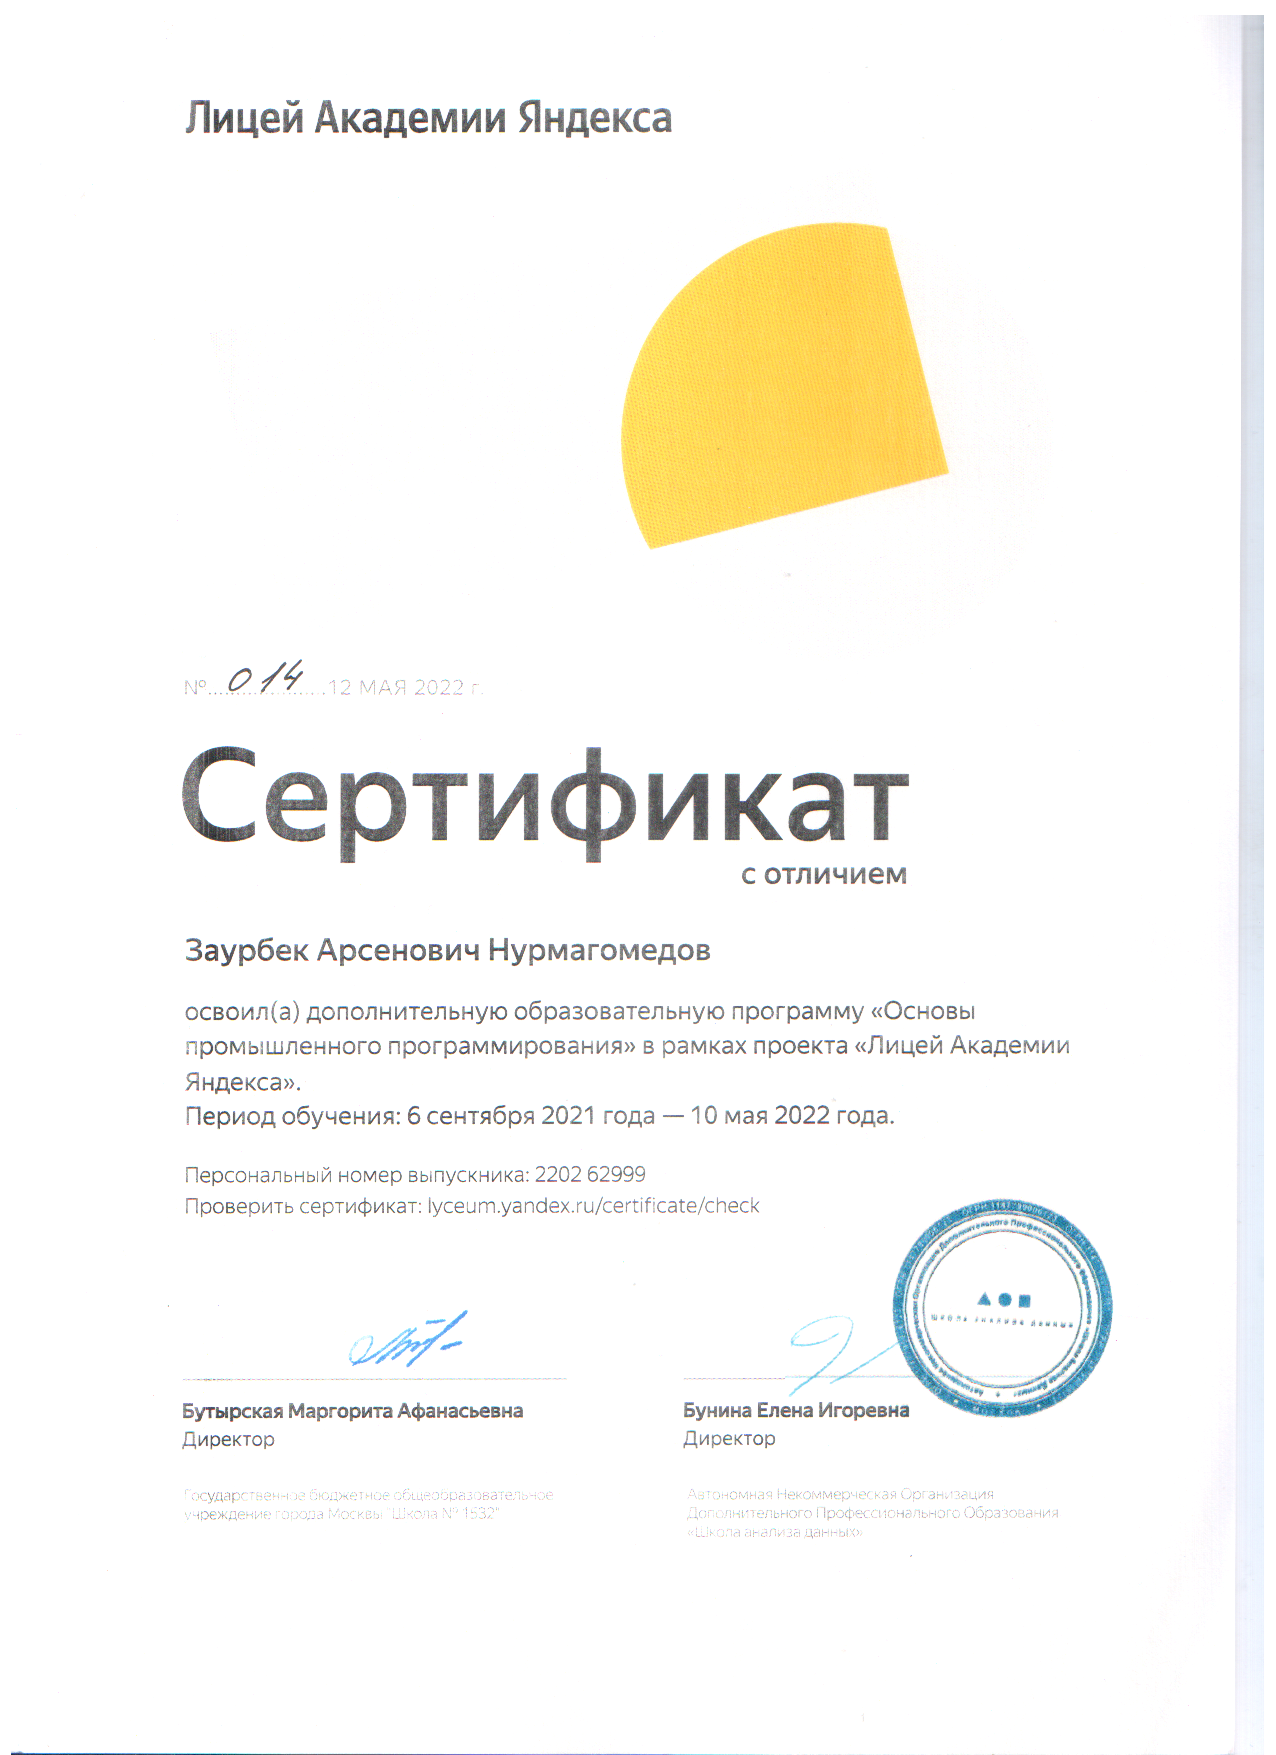 Лицей Академии Яндекса
№ 014 12 МАЯ 2022 г.
Сертификат
с отличием
Заурбек Арсенович Нурмагомедов
освоил(а) дополнительную образовательную программу «Основы
промышленного программирования» в рамках проекта «Лицей Академии
Яндекса».
Период обучения: 6 сентября 2021 года — 10 мая 2022 года.
Персональный номер выпускника: 2202 62999
Проверить сертификат: lyceum.yandex.ru/certificate/check
ШКОЛА АНАЛИЗА ДАННЫХ
Бутырская Маргорита Афанасьевна
Директор
Бунина Елена Игоревна
Директор
Государственное бюджетное общеобразовательное
учреждение города Москвы "Школа № 1532"
Автономная Некоммерческая Организация
Дополнительного Профессионального Образования
«Школа анализа данных»